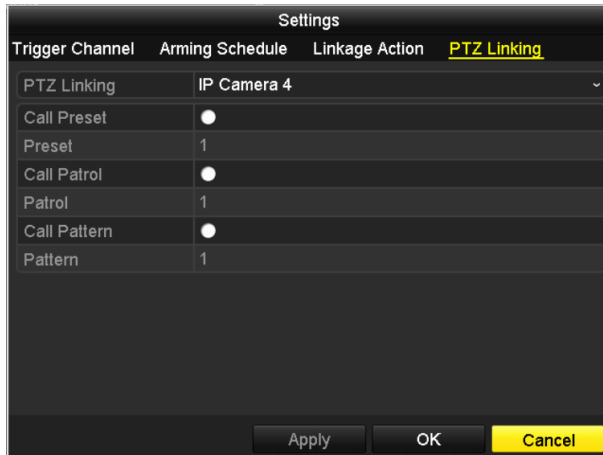 Settings
Trigger Channel Arming Schedule Linkage Action PTZ Linking
PTZ Linking IP Camera 4
Call Preset
Preset 1
Call Patrol
Patrol 1
Call Pattern
Pattern 1
Apply OK Cancel